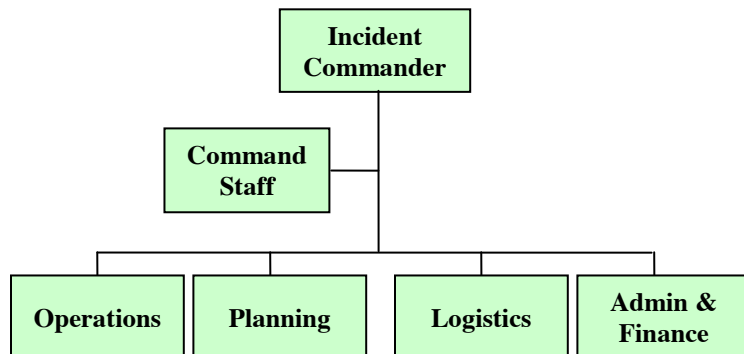 Incident
Commander
Command
Staff
Operations
Planning
Logistics
Admin &
Finance